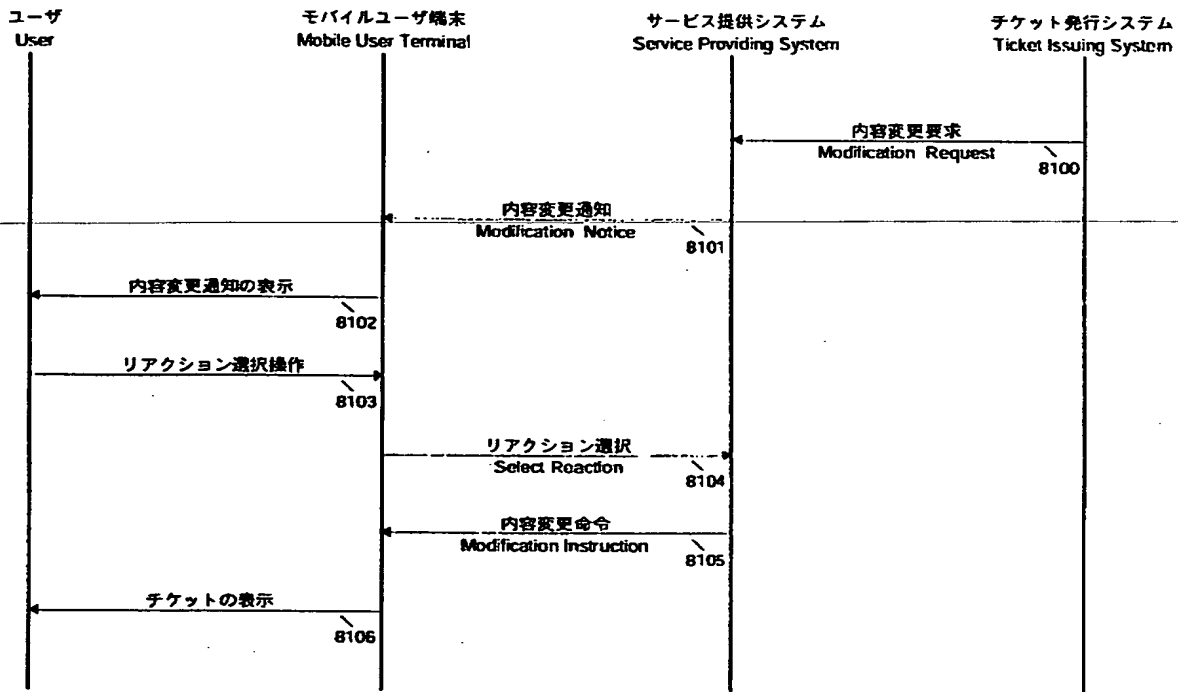 ユーザ
User
モバイルユーザ端末
Mobile User Terminal
サービス提供システム
Service Providing System
チケット発行システム
Ticket Issuing System
内容変更要求
Modification Request
8100
内容変更通知
Modification Notice
8101
内容変更通知の表示
8102
リアクション選択操作
8103
リアクション選択
Select Reaction
8104
内容変更命令
Modification Instruction
8105
チケットの表示
8106